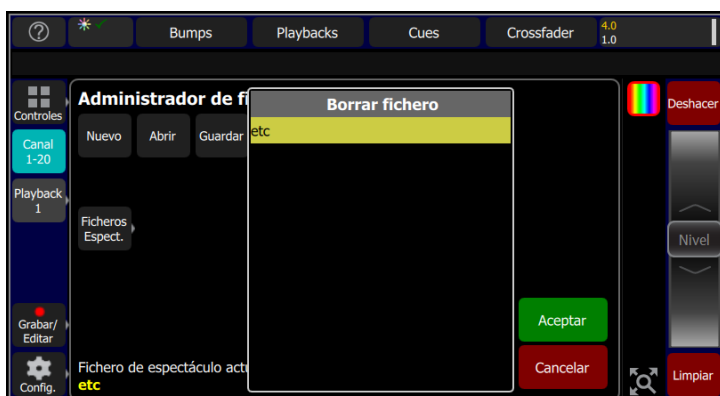 ?
Bumps
Playbacks
Cues
Crossfader
4.0
1.0
Controles
Canal
1-20
Playback
1
Grabar/
Editar
Config.
Administrador de fi
Nuevo
Abrir
Guardar
Ficheros
Espect.
Fichero de espectáculo actu
etc
Borrar fichero
etc
Aceptar
Cancelar
Deshacer
Nivel
Limpiar